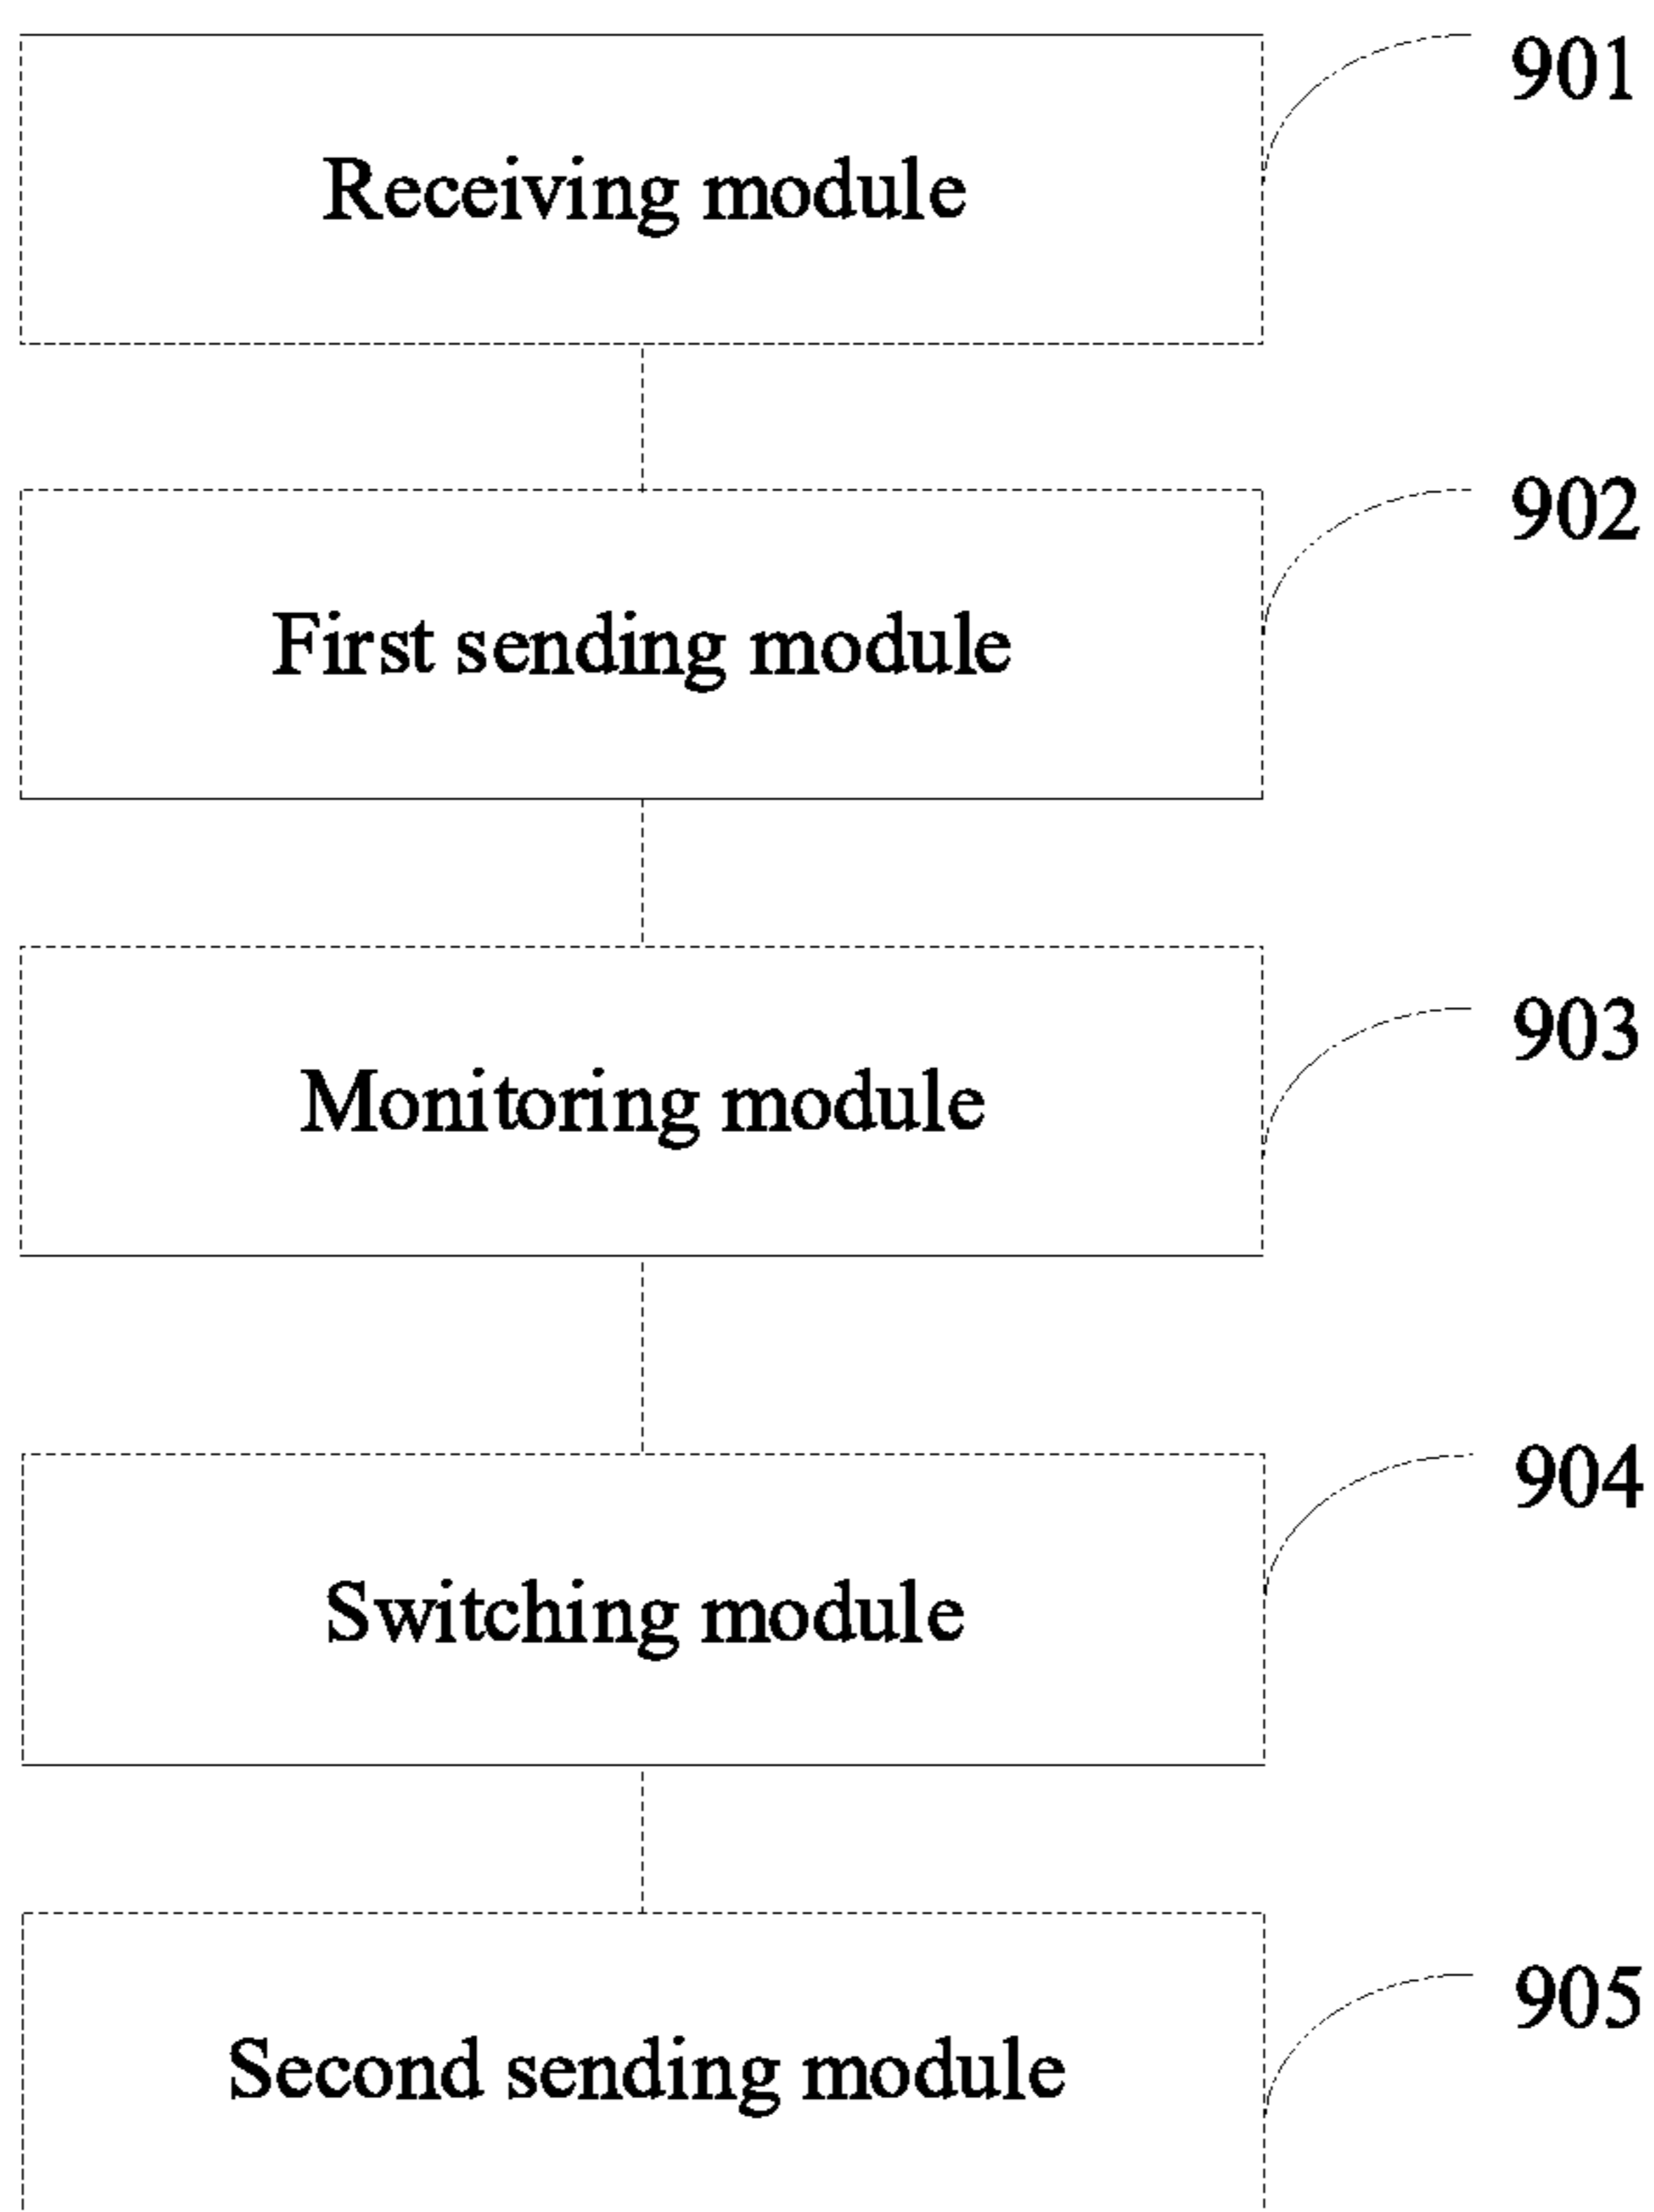 901
Receiving module
902
First sending module
903
Monitoring module
904
Switching module
905
Second sending module